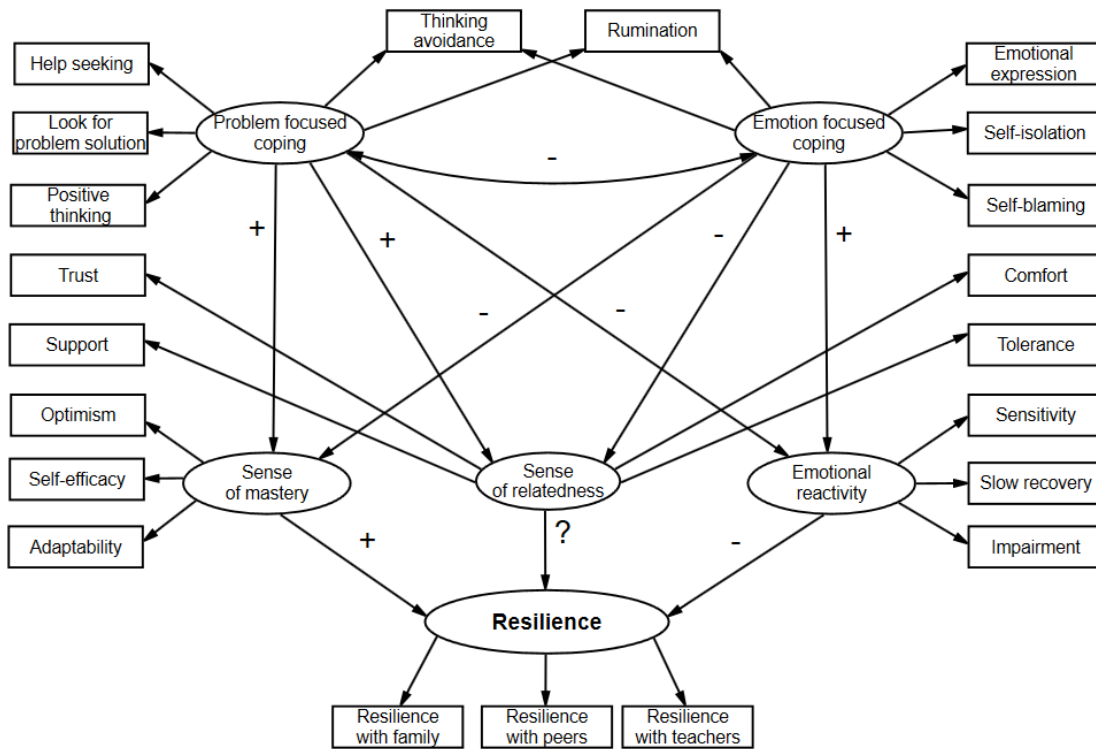 Thinking
avoidance
Rumination
Help seeking
Emotional
expression
Look for
problem solution
Problem focused
coping
Emotion focused
coping
Self-isolation
-
Positive
thinking
Self-blaming
+
+
-
+
Trust
Comfort
-
-
Support
Tolerance
Optimism
Sensitivity
Self-efficacy
Sense
of mastery
Sense
of relatedness
Emotional
reactivity
Slow recovery
Adaptability
+
?
-
Impairment
Resilience
Resilience
with family
Resilience
with peers
Resilience
with teachers